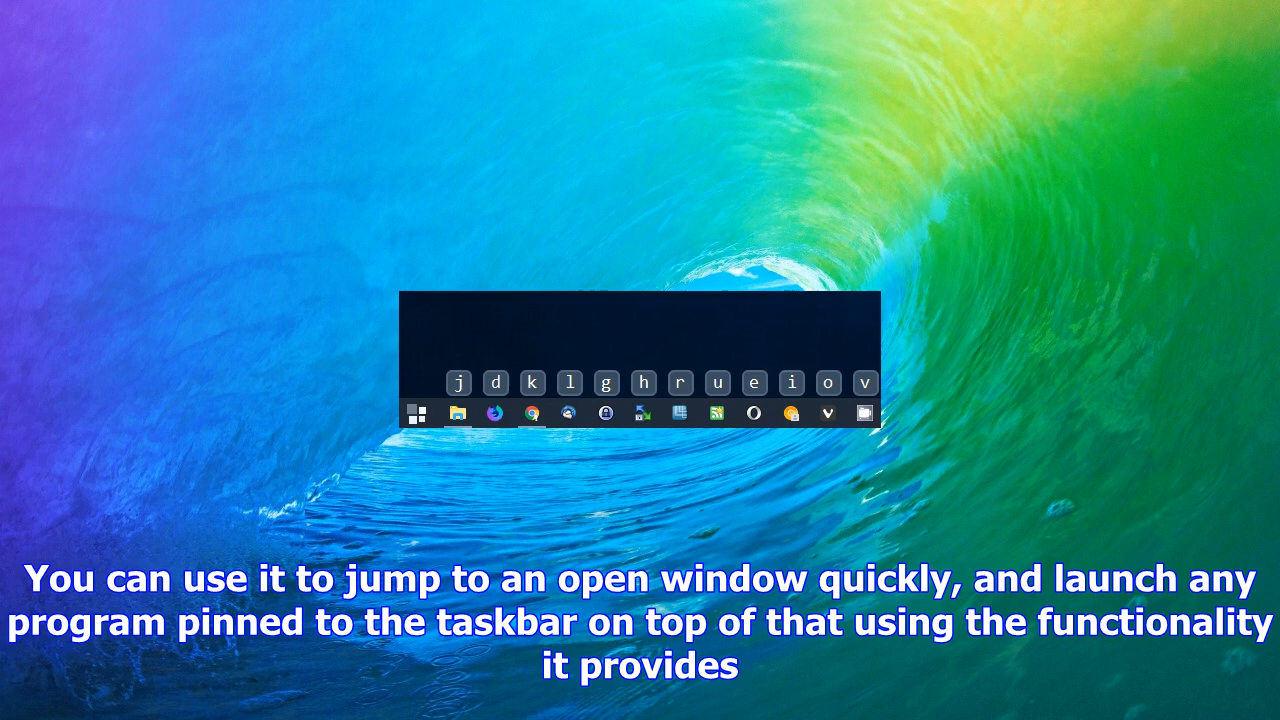 j d k l g h r u e i o v
You can use it to jump to an open window quickly, and launch any
program pinned to the taskbar on top of that using the functionality
it provides